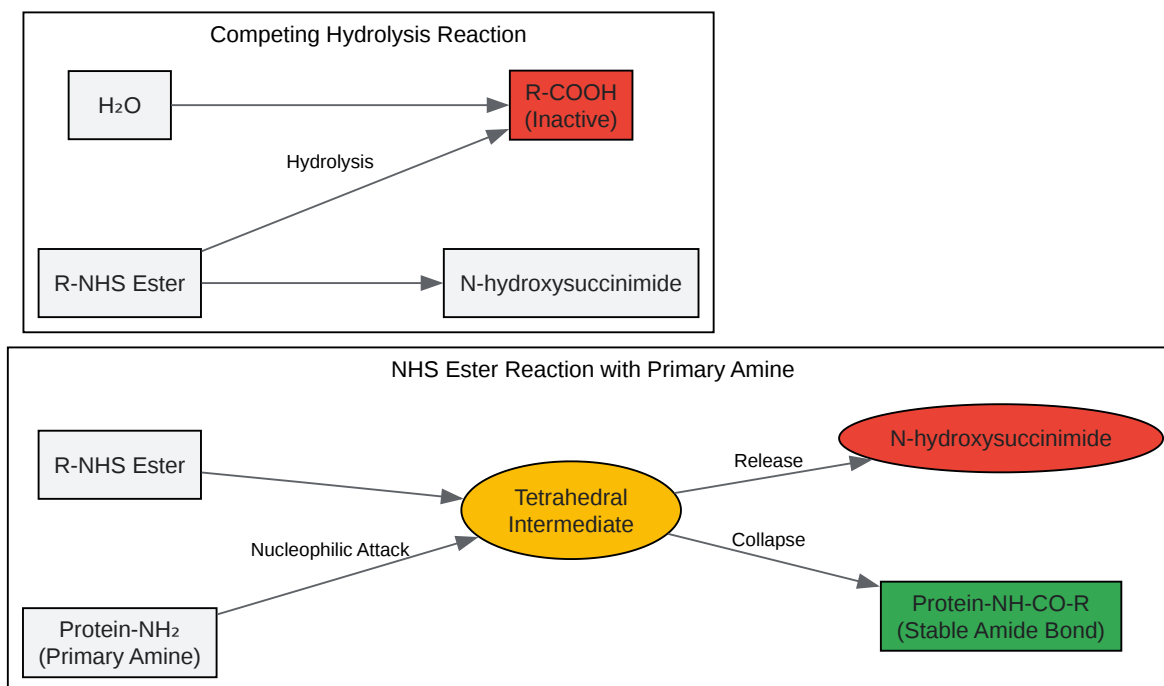 Competing Hydrolysis Reaction
H₂O
R-COOH
(Inactive)
Hydrolysis
R-NHS Ester
N-hydroxysuccinimide
NHS Ester Reaction with Primary Amine
R-NHS Ester
N-hydroxysuccinimide
Release
Tetrahedral
Intermediate
Nucleophilic Attack
Collapse
Protein-NH₂
(Primary Amine)
Protein-NH-CO-R
(Stable Amide Bond)